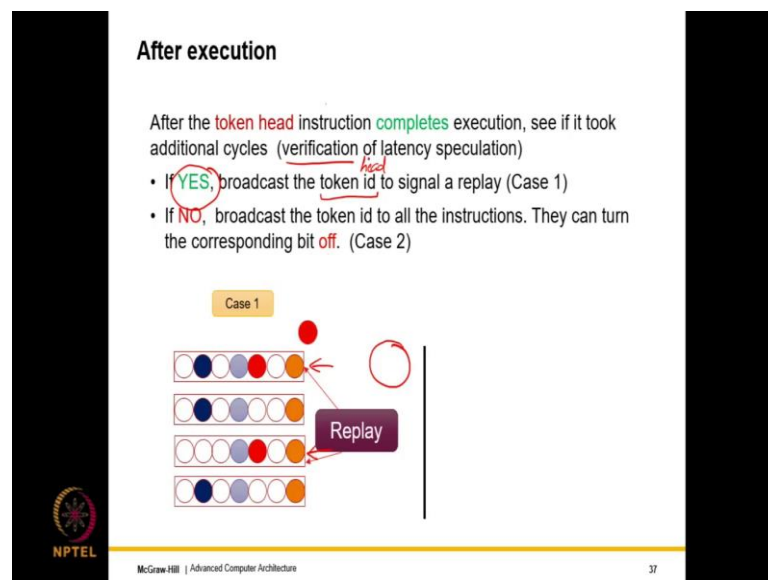 After execution
After the token head instruction completes execution, see if it took
additional cycles (verification of latency speculation)
head
• If YES, broadcast the token id to signal a replay (Case 1)
• If NO, broadcast the token id to all the instructions. They can turn
the corresponding bit off. (Case 2)
Case 1
Replay
NPTEL
McGraw-Hill | Advanced Computer Architecture
37